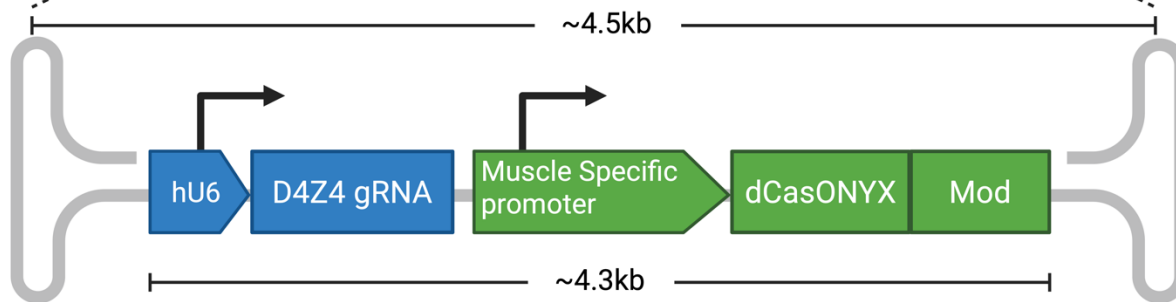 ~4.5kb
hU6
D4Z4 gRNA
Muscle Specific
promoter
dCasONYX
Mod
~4.3kb